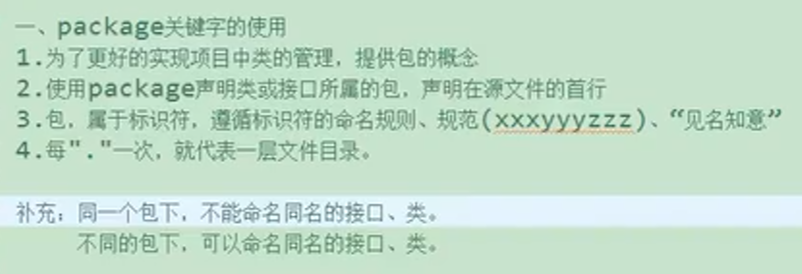 一、package关键字的使用
1.为了更好的实现项目中类的管理，提供包的概念
2.使用package声明类或接口所属的包，声明在源文件的首行
3.包，属于标识符，遵循标识符的命名规则、规范(xxxyyyzzz)、“见名知意”
4.每"."一次，就代表一层文件目录。
补充：同一个包下，不能命名同名的接口、类。
不同的包下，可以命名同名的接口、类。